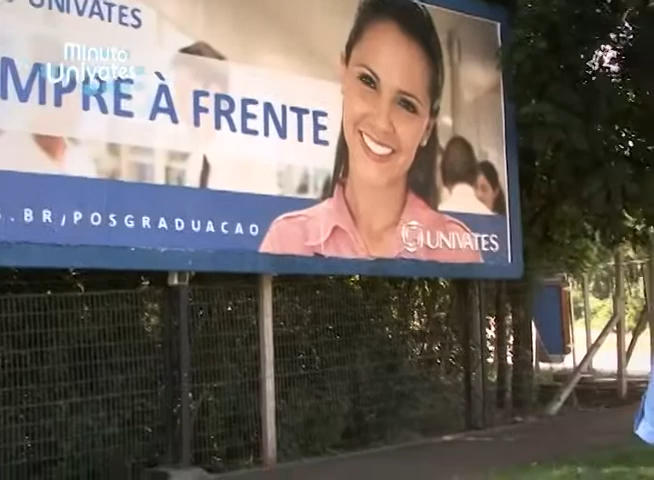 UNIVATES
Minuto
Univates
MPRE À FRENTE
.BR/POSGRADUACAO
UNIVATES